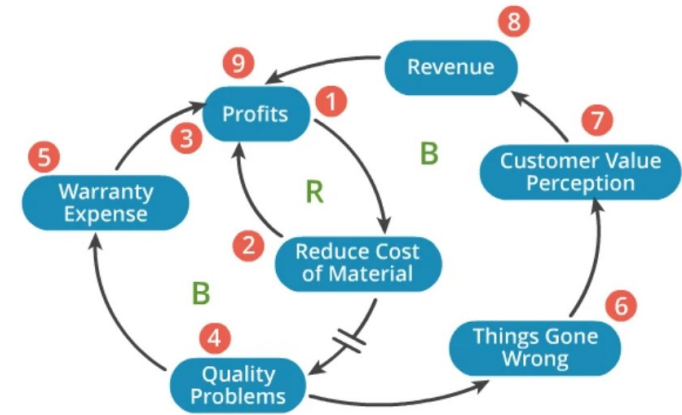 8
9
Revenue
Profits
1
3
7
5
B
Customer Value
Perception
Warranty
Expense
R
2
Reduce Cost
of Material
B
6
4
Things Gone
Wrong
Quality
Problems